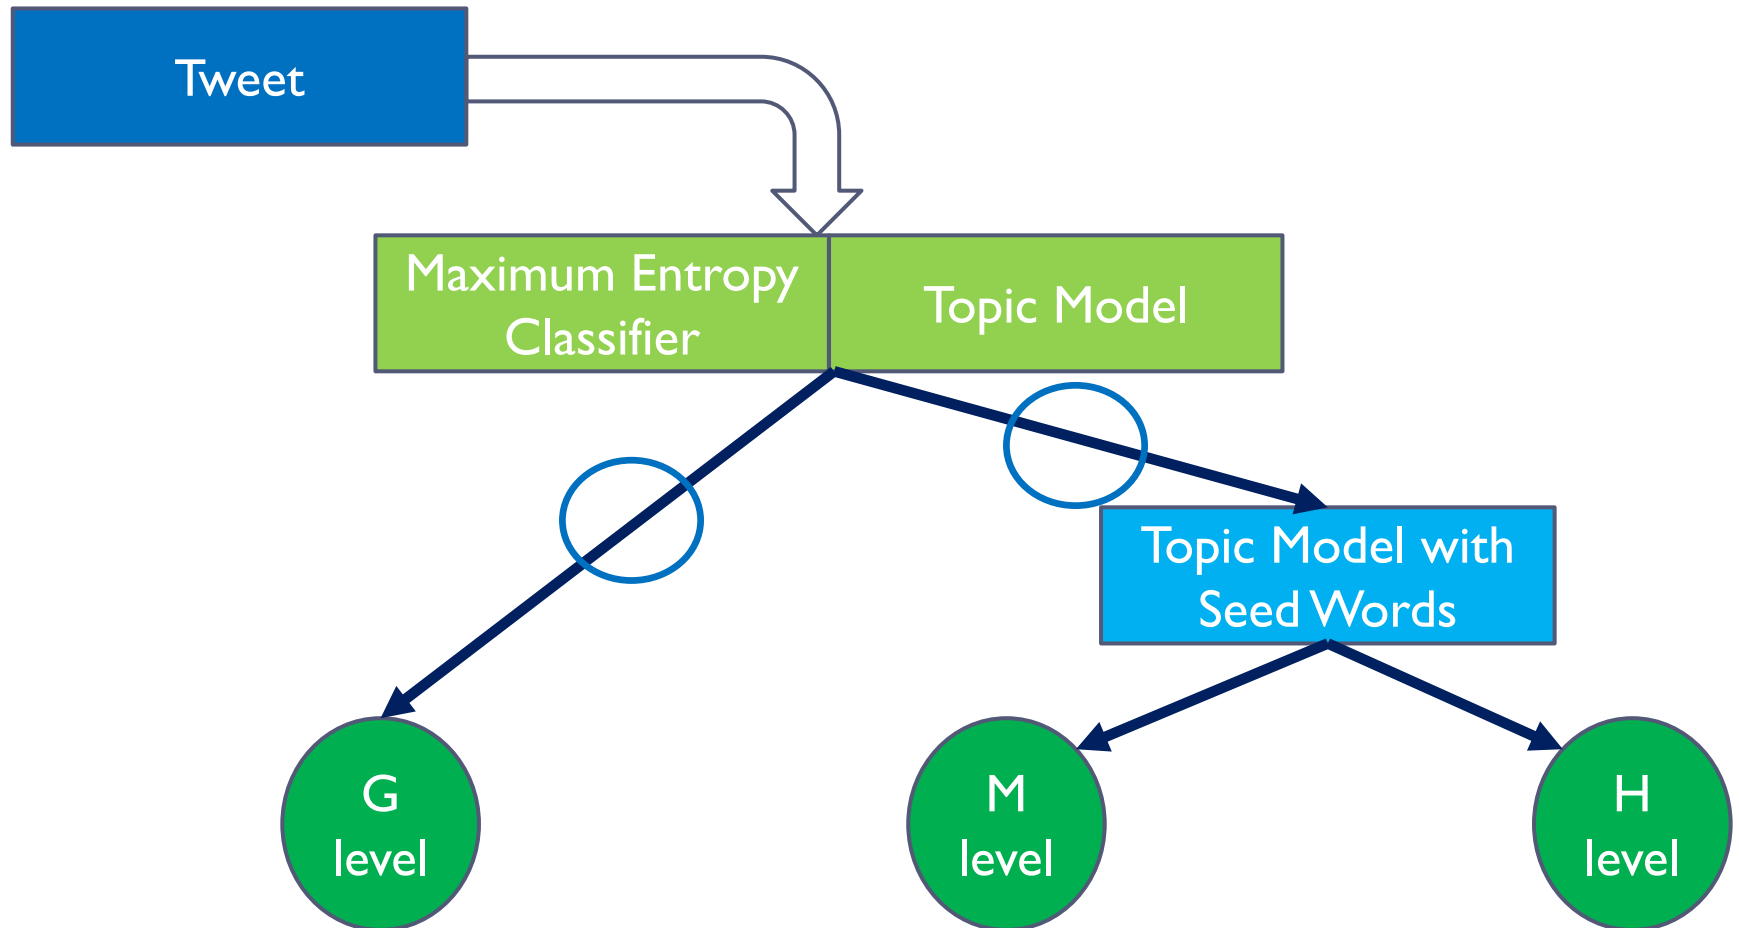 Tweet
Maximum Entropy
Classifier
Topic Model
Topic Model with
Seed Words
G
level
M
level
H
level